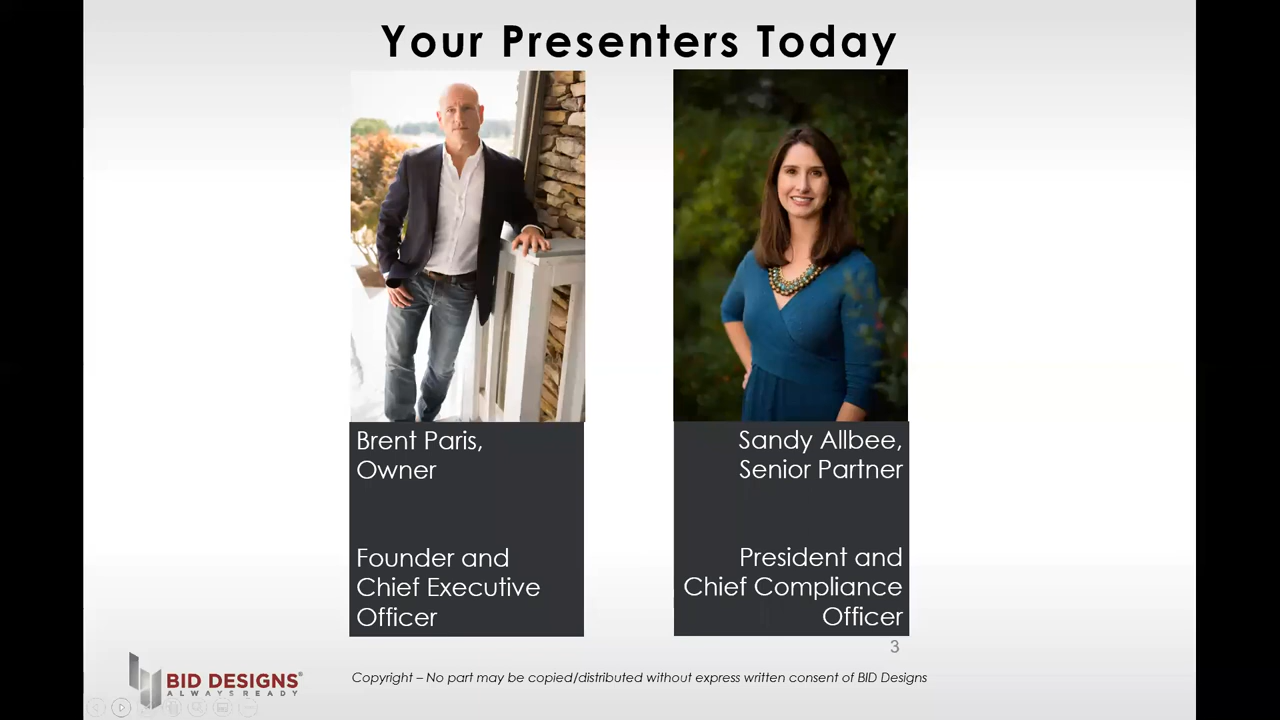 Your Presenters Today
Brent Paris,
Owner
Founder and
Chief Executive
Officer
Sandy Allbee,
Senior Partner
President and
Chief Compliance
Officer
3
BID DESIGNS®
ALWAYS READY
Copyright – No part may be copied/distributed without express written consent of BID Designs